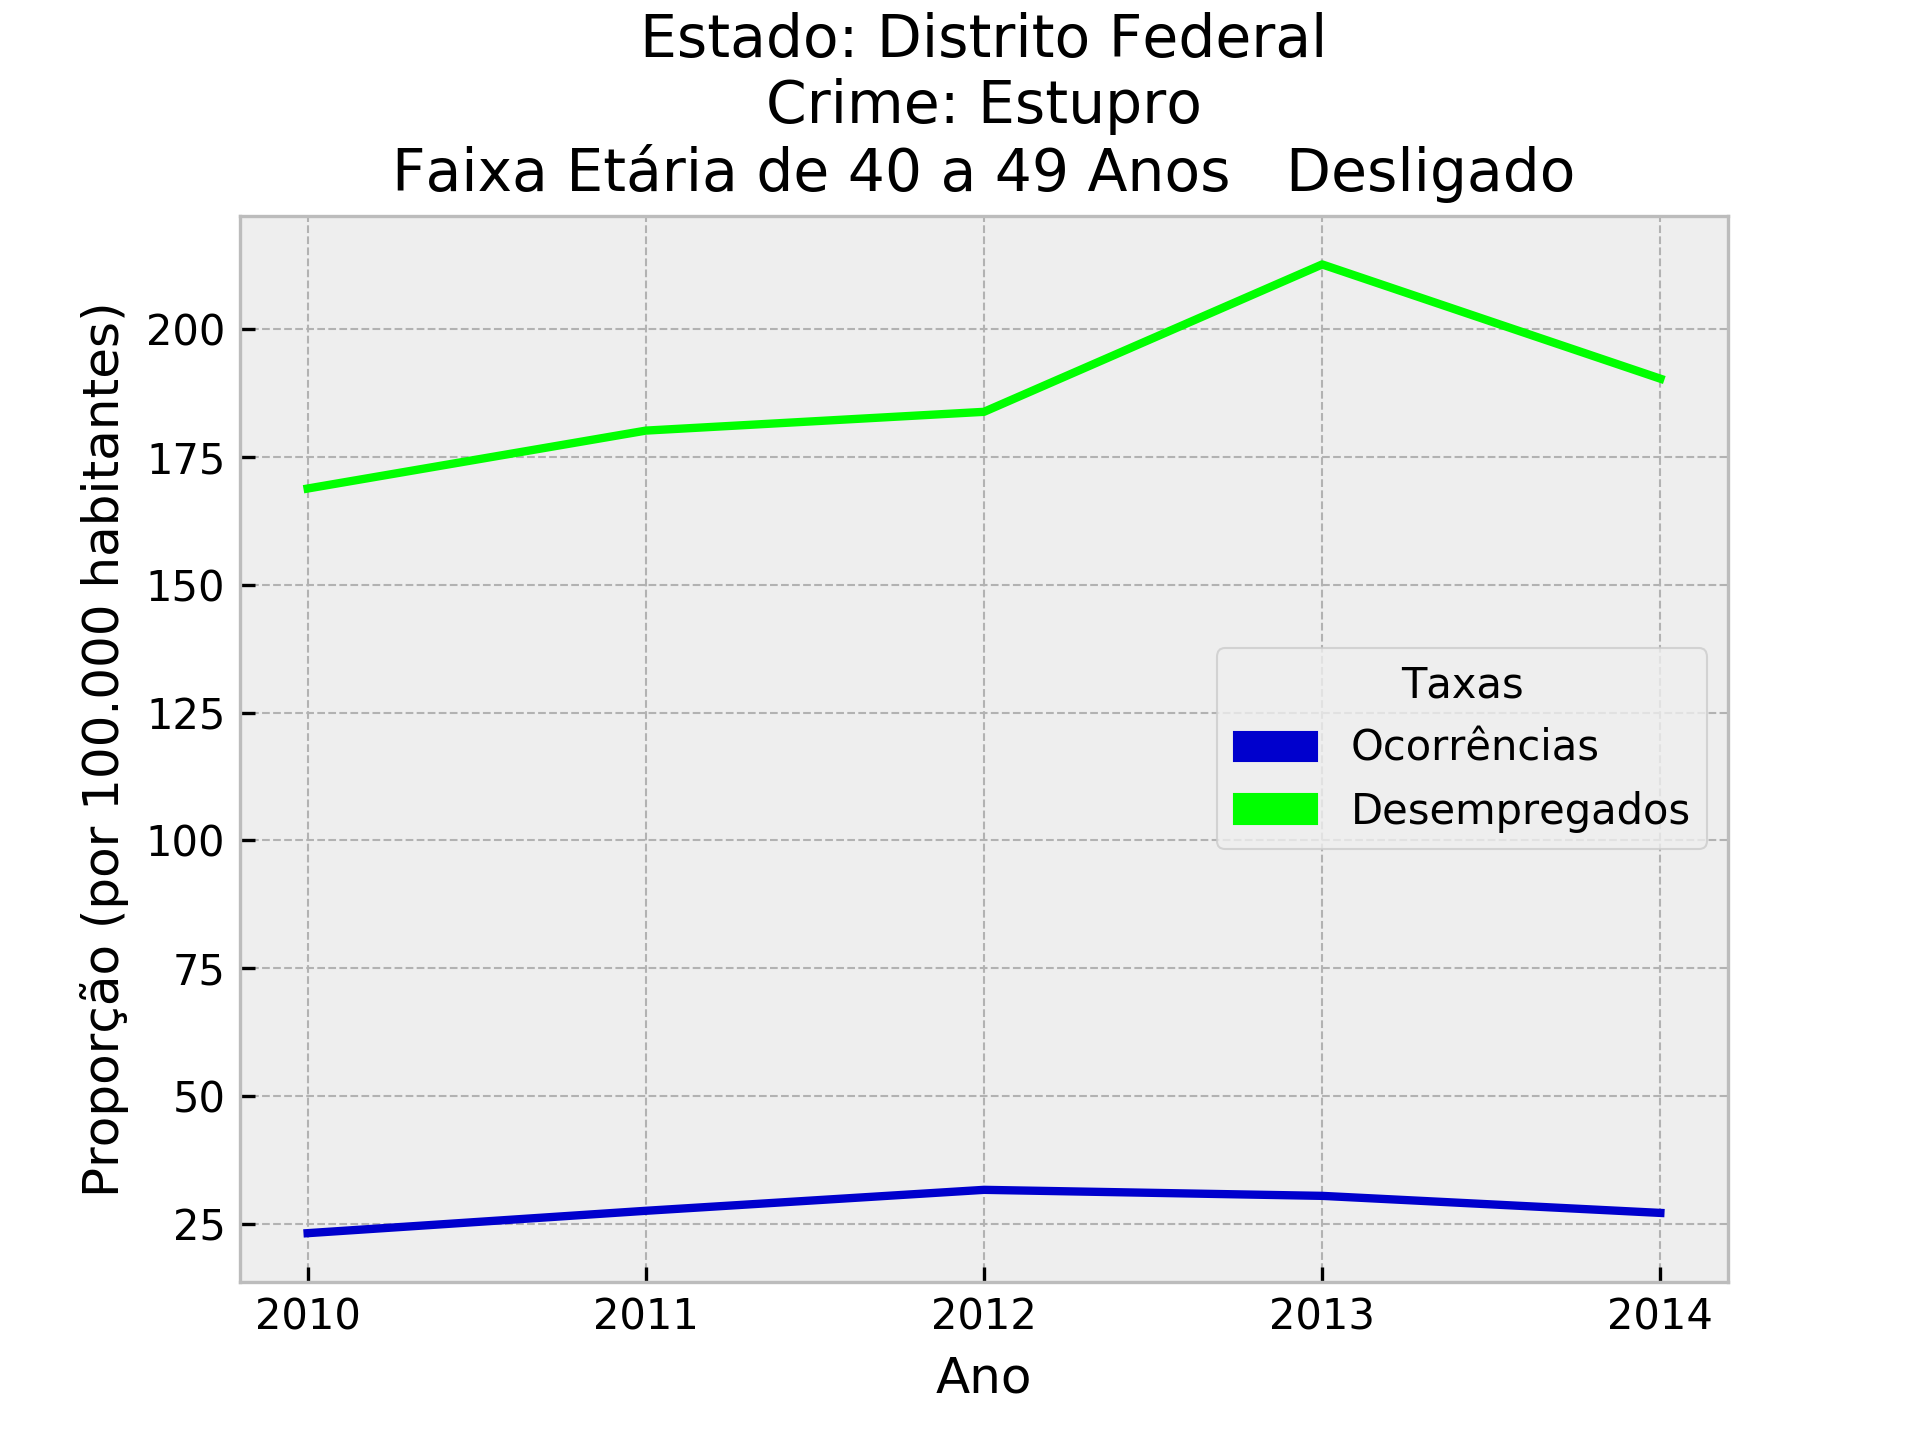 Estado: Distrito Federal
Crime: Estupro
Faixa Etária de 40 a 49 Anos   Desligado
Proporção (por 100.000 habitantes)
200
175
150
125
100
75
50
25
Taxas
Ocorrências
Desempregados
2010
2011
2012
2013
2014
Ano